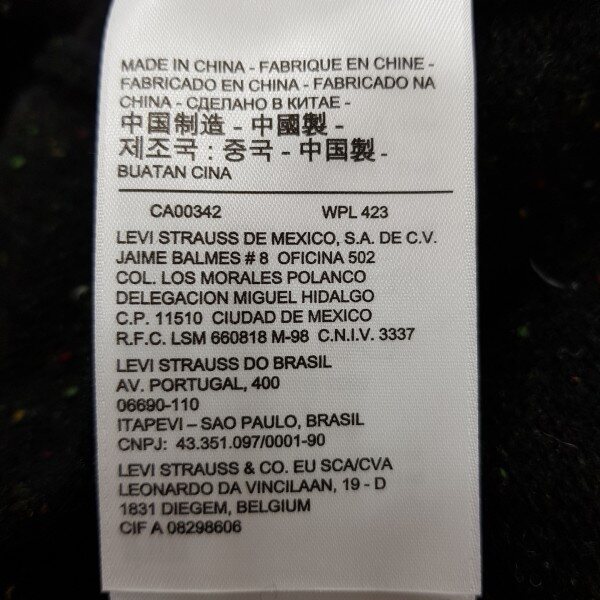 MADE IN CHINA - FABRIQUE EN CHINE -
FABRICADO EN CHINA - FABRICADO NA
CHINA - СДЕЛАНО В КИТАЕ -
中国制造 - 中國製 -
제조국 : 중국 - 中国製 -
BUATAN CINA
CA00342 WPL 423
LEVI STRAUSS DE MEXICO, S.A. DE C.V.
JAIME BALMES # 8 OFICINA 502
COL. LOS MORALES POLANCO
DELEGACION MIGUEL HIDALGO
C.P. 11510 CIUDAD DE MEXICO
R.F.C. LSM 660818 M-98 C.N.I.V. 3337
LEVI STRAUSS DO BRASIL
AV. PORTUGAL, 400
06690-110
ITAPEVI – SAO PAULO, BRASIL
CNPJ: 43.351.097/0001-90
LEVI STRAUSS & CO. EU SCA/CVA
LEONARDO DA VINCILAAN, 19 - D
1831 DIEGEM, BELGIUM
CIF A 08298606